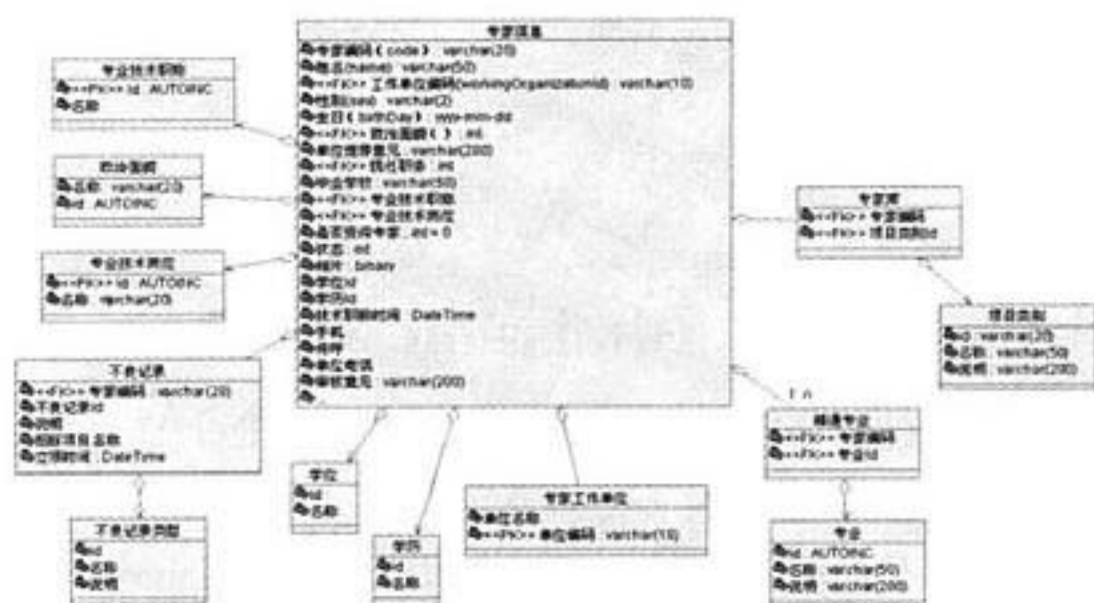 专家信息
专家编码(code) : varchar(20)
姓名(name) varchar(50)
<<FK>> 工作单位编码(workingOrganizationId) varchar(10)
性别(sex) varchar(2)
生日(birthDay) : yyyy-mm-dd
<<FK>> 政治面貌( ) : int
单位推荐意见 : varchar(200)
<<FK>> 现任职务 : int
毕业学校 : varchar(50)
<<FK>> 专业技术职称
<<FK>> 专业技术岗位
是否资深专家 : int = 0
状态 : int
相片 : binary
学位id
学历id
技术职称时间 : DateTime
手机
单位电话
审核意见 : varchar(200)
专业技术职称
<<PK>> id : AUTOINC
名称
政治面貌
名称 : varchar(20)
id : AUTOINC
专业技术岗位
<<PK>> id : AUTOINC
名称 : varchar(20)
不良记录
<<FK>> 专家编码 : varchar(20)
不良记录id
说明
招标项目名称
立项时间 : DateTime
不良记录类型
id
名称
说明
学位
id
名称
学历
id
名称
专家工作单位
单位名称
<<PK>> 单位编码 : varchar(10)
专家库
<<FK>> 专家编码
<<FK>> 项目类别id
项目类别
id : varchar(20)
名称 : varchar(50)
说明 : varchar(200)
1..n
精通专业
<<FK>> 专家编码
<<FK>> 专业id
专业
id : AUTOINC
名称 : varchar(50)
说明 : varchar(200)